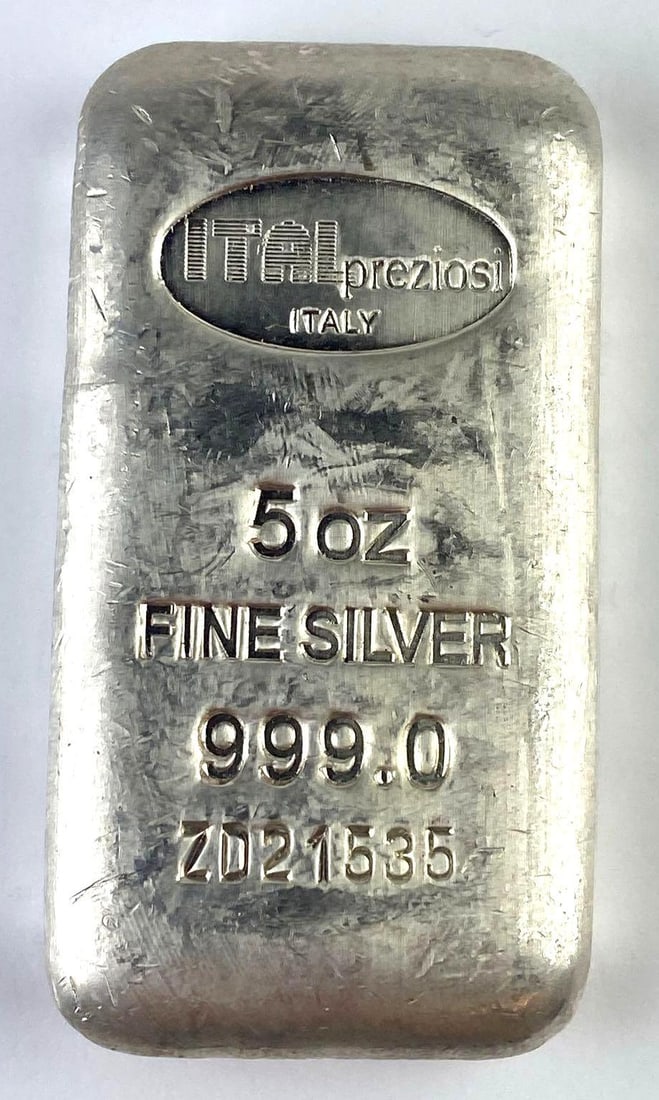 ITALpreziosi
ITALY
5 oz
FINE SILVER
999.0
ZD21535